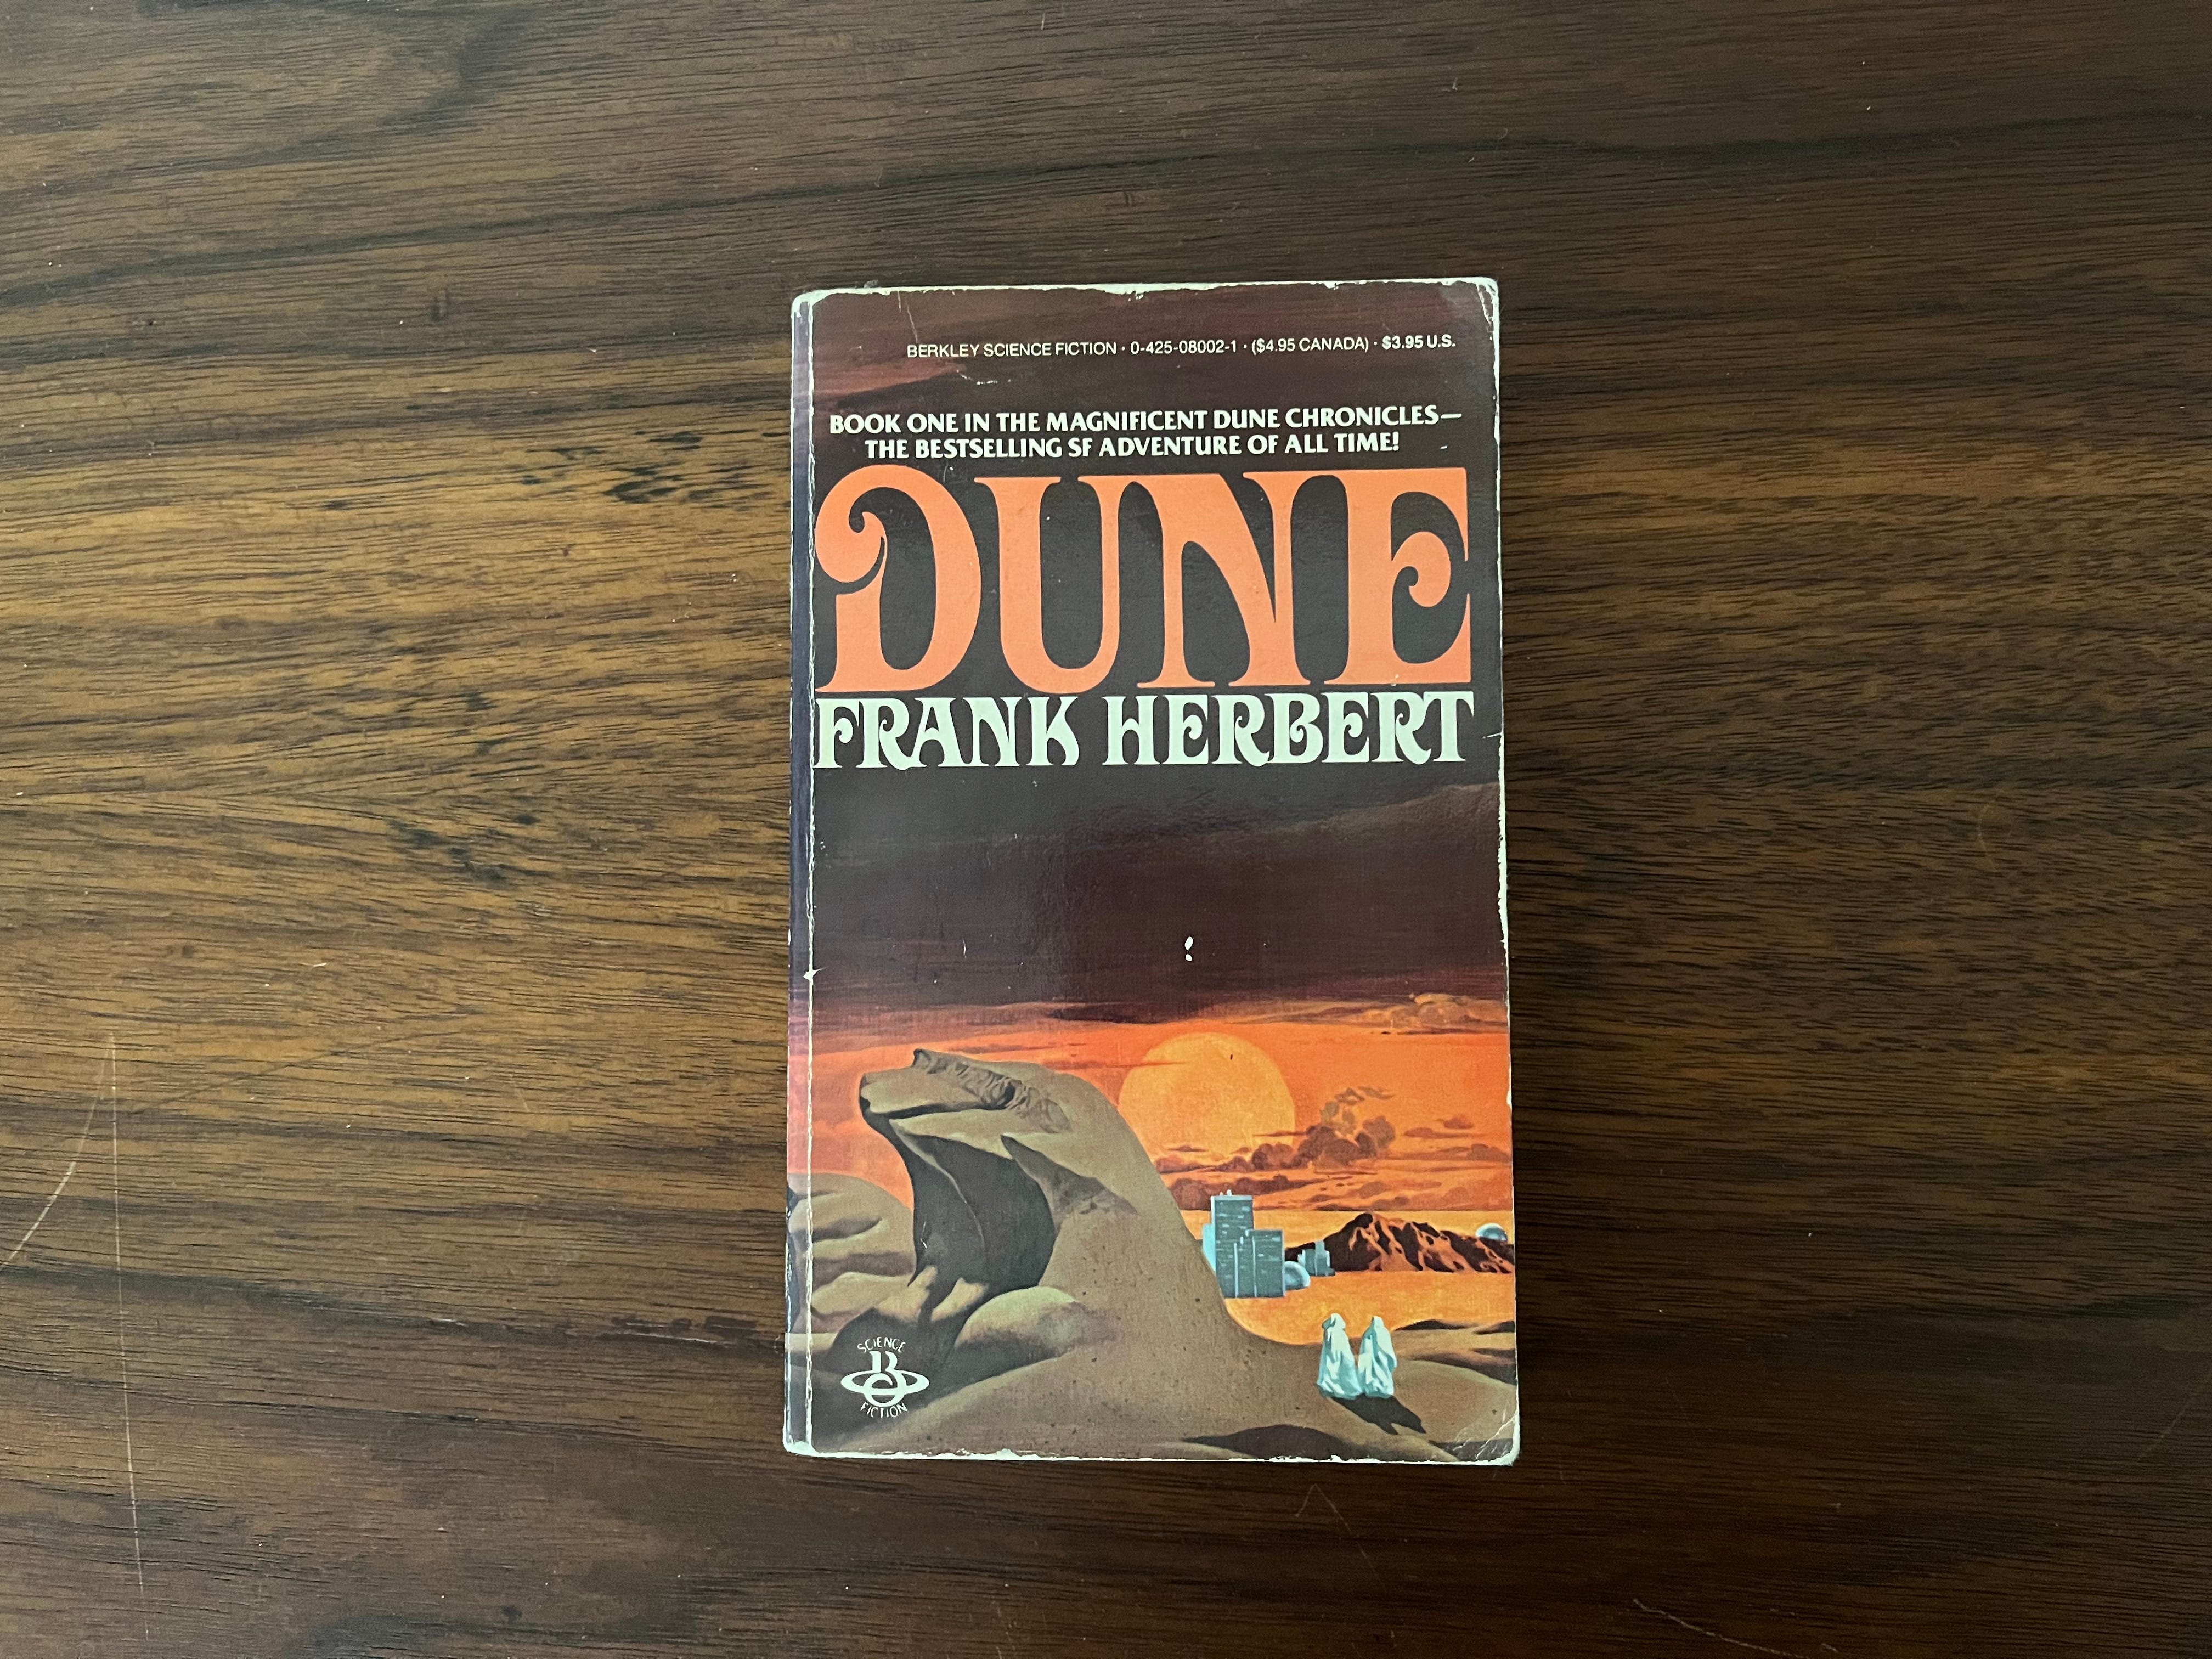 BERKLEY SCIENCE FICTION • 0-425-08002-1 • ($4.95 CANADA) • $3.95 U.S.
BOOK ONE IN THE MAGNIFICENT DUNE CHRONICLES—
THE BESTSELLING SF ADVENTURE OF ALL TIME!
DUNE
FRANK HERBERT
SCIENCE
B
FICTION